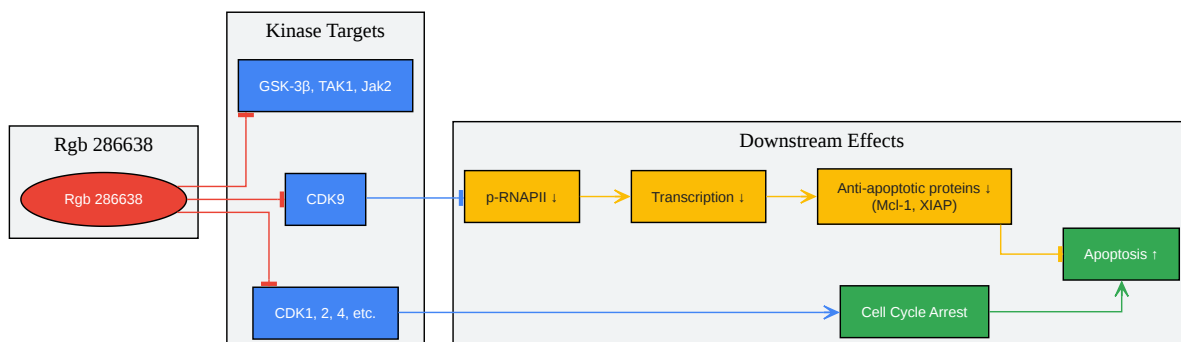 Kinase Targets
GSK-3β, TAK1, Jak2
Rgb 286638
Rgb 286638
CDK9
CDK1, 2, 4, etc.
Downstream Effects
p-RNAPII ↓
Transcription ↓
Anti-apoptotic proteins ↓
(Mcl-1, XIAP)
Apoptosis ↑
Cell Cycle Arrest